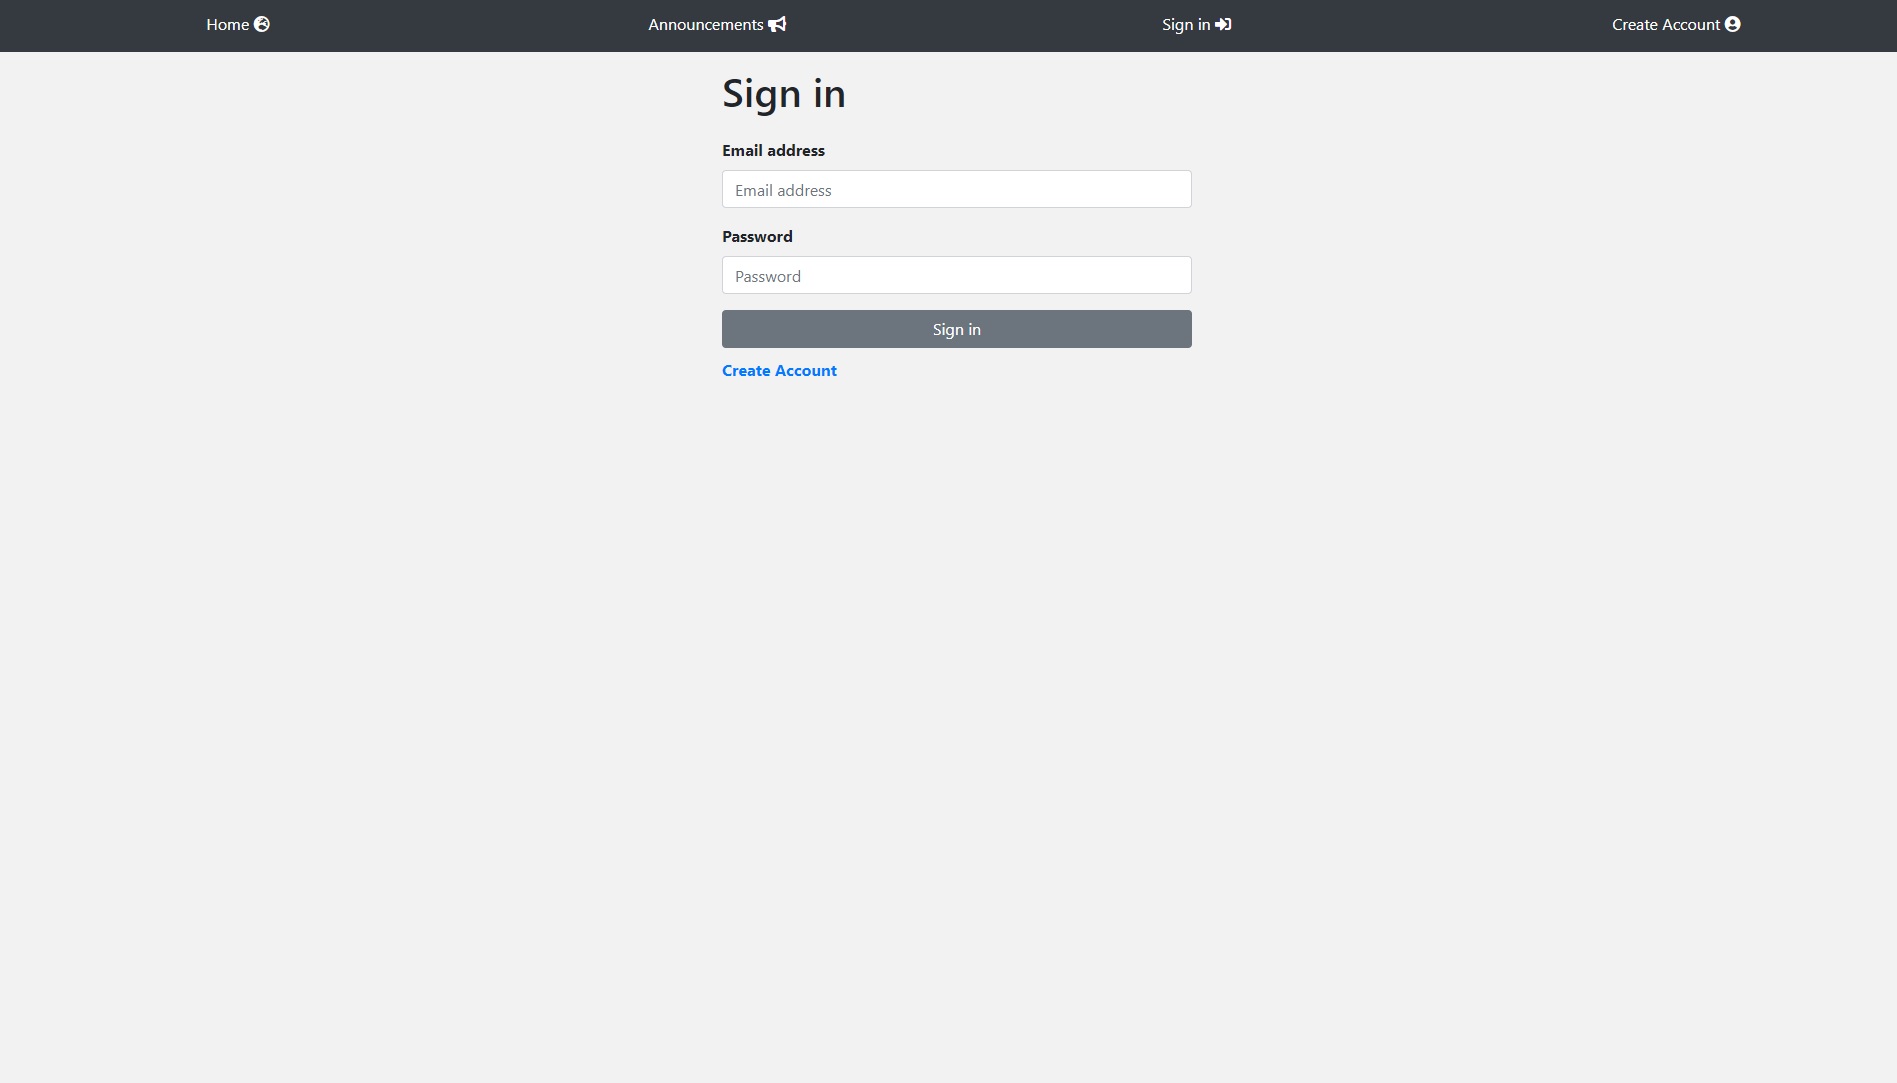 Home
Announcements
Sign in
Create Account
Sign in
Email address
Email address
Password
Password
Sign in
Create Account